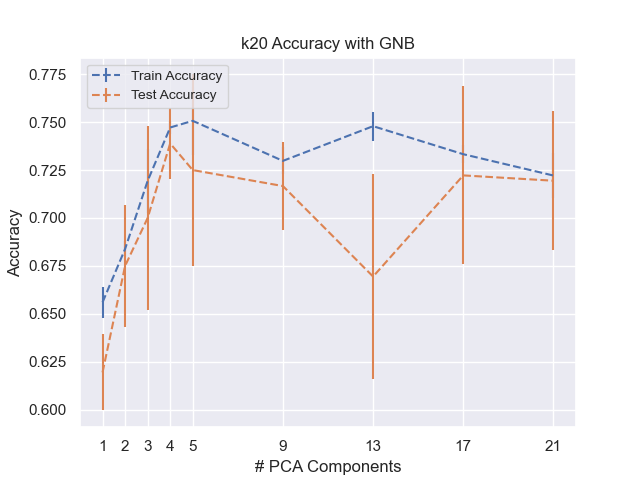 k20 Accuracy with GNB
Train Accuracy
Test Accuracy
0.775
0.750
0.725
0.700
0.675
0.650
0.625
0.600
Accuracy
1 2 3 4 5 9 13 17 21
# PCA Components